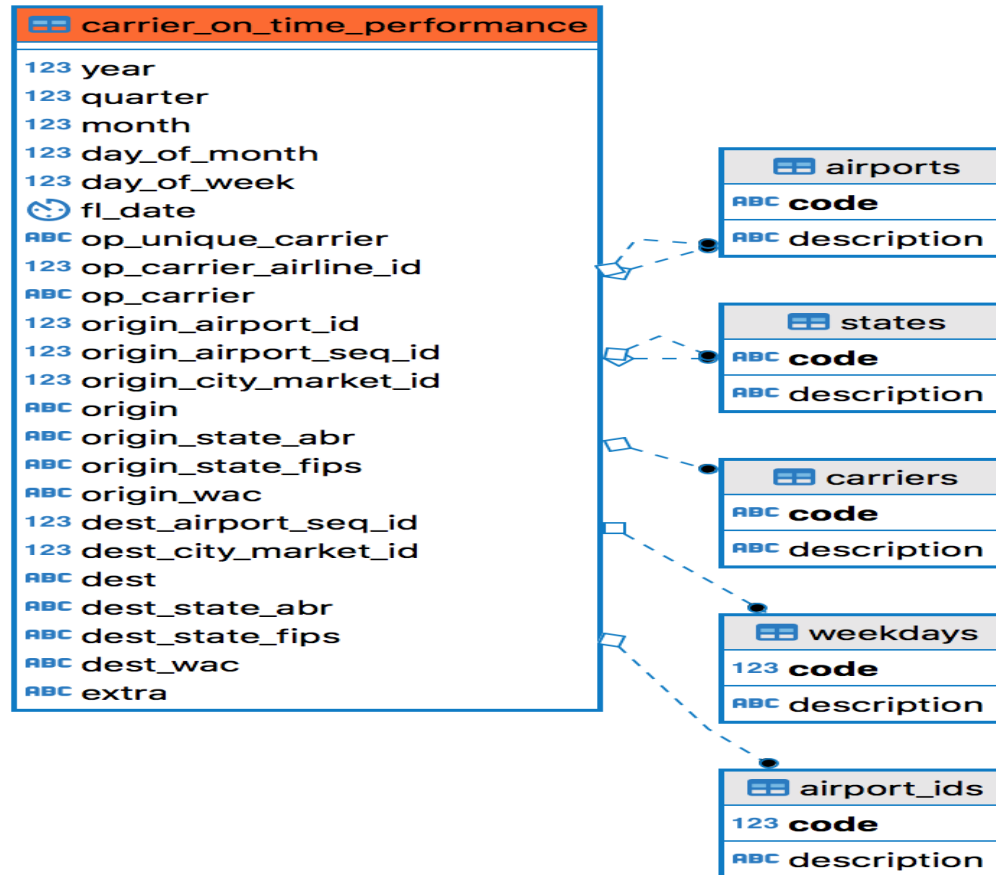 carrier_on_time_performance
123 year
123 quarter
123 month
123 day_of_month
123 day_of_week
fl_date
ABC op_unique_carrier
123 op_carrier_airline_id
ABC op_carrier
123 origin_airport_id
123 origin_airport_seq_id
123 origin_city_market_id
ABC origin
ABC origin_state_abr
ABC origin_state_fips
ABC origin_wac
123 dest_airport_seq_id
123 dest_city_market_id
ABC dest
ABC dest_state_abr
ABC dest_state_fips
ABC dest_wac
ABC extra
airports
ABC code
ABC description
states
ABC code
ABC description
carriers
ABC code
ABC description
weekdays
123 code
ABC description
airport_ids
123 code
ABC description